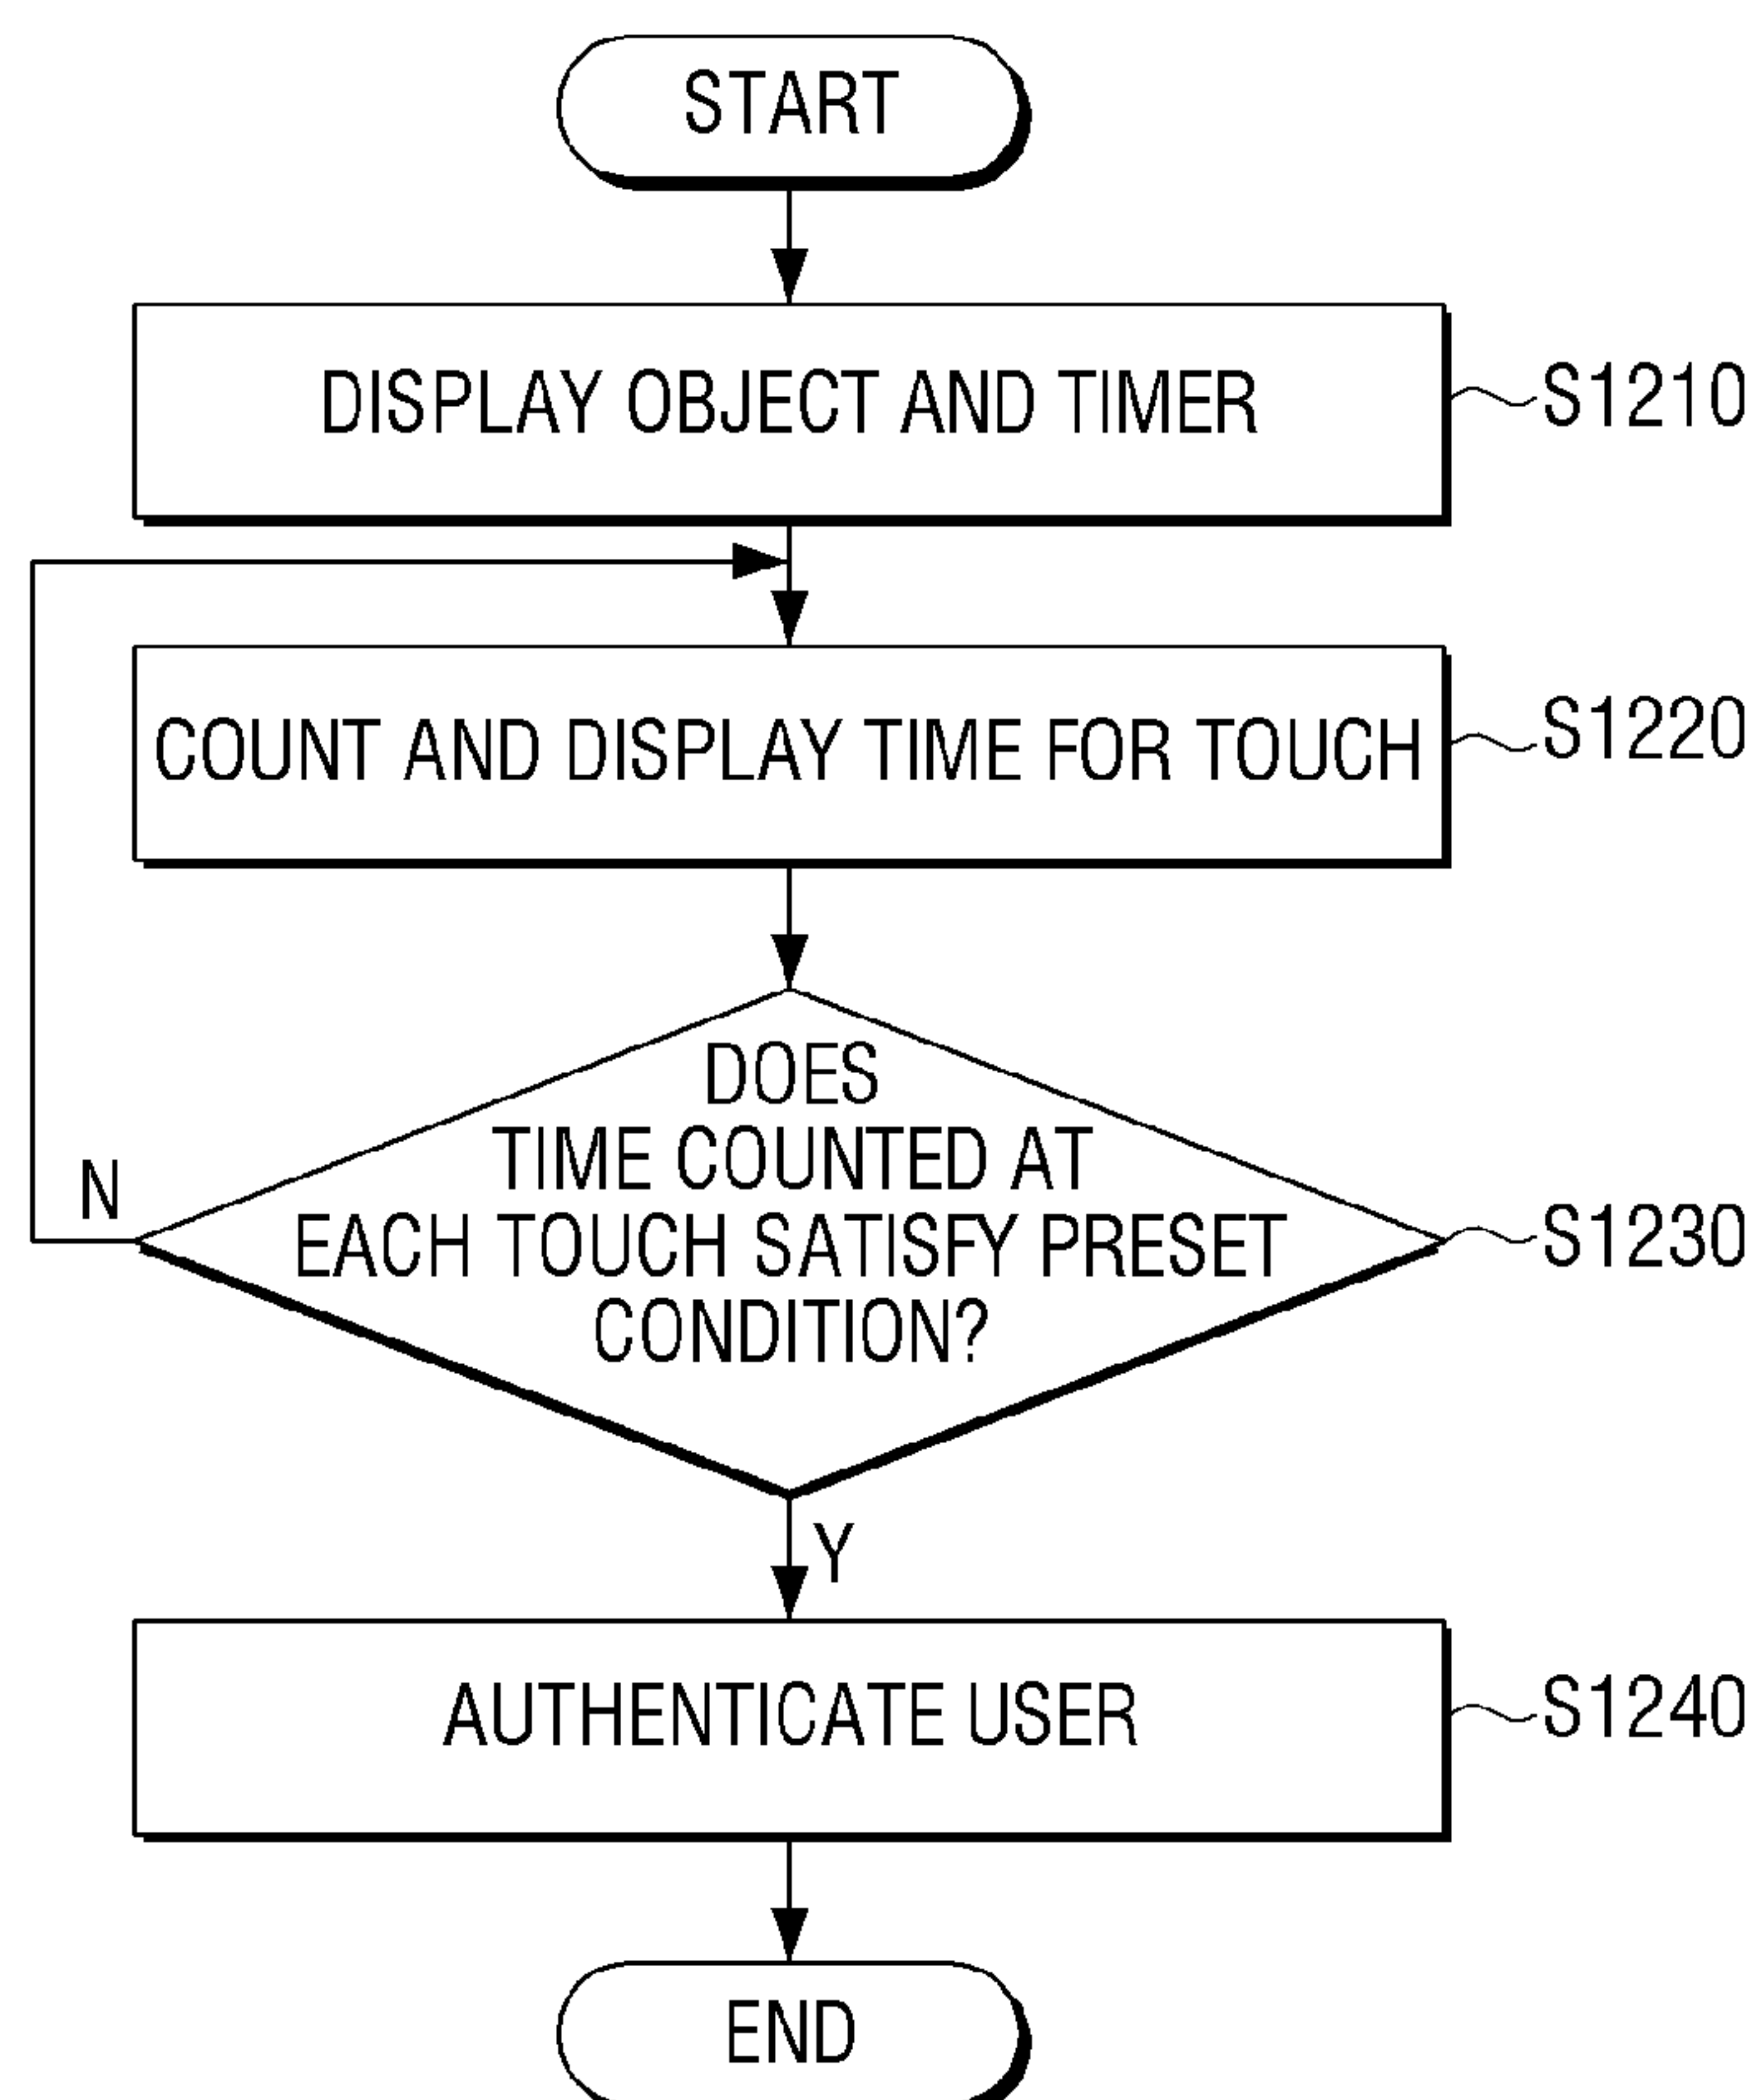 START
DISPLAY OBJECT AND TIMER
S1210
COUNT AND DISPLAY TIME FOR TOUCH
S1220
DOES
TIME COUNTED AT
EACH TOUCH SATISFY PRESET
CONDITION?
S1230
N
Y
AUTHENTICATE USER
S1240
END